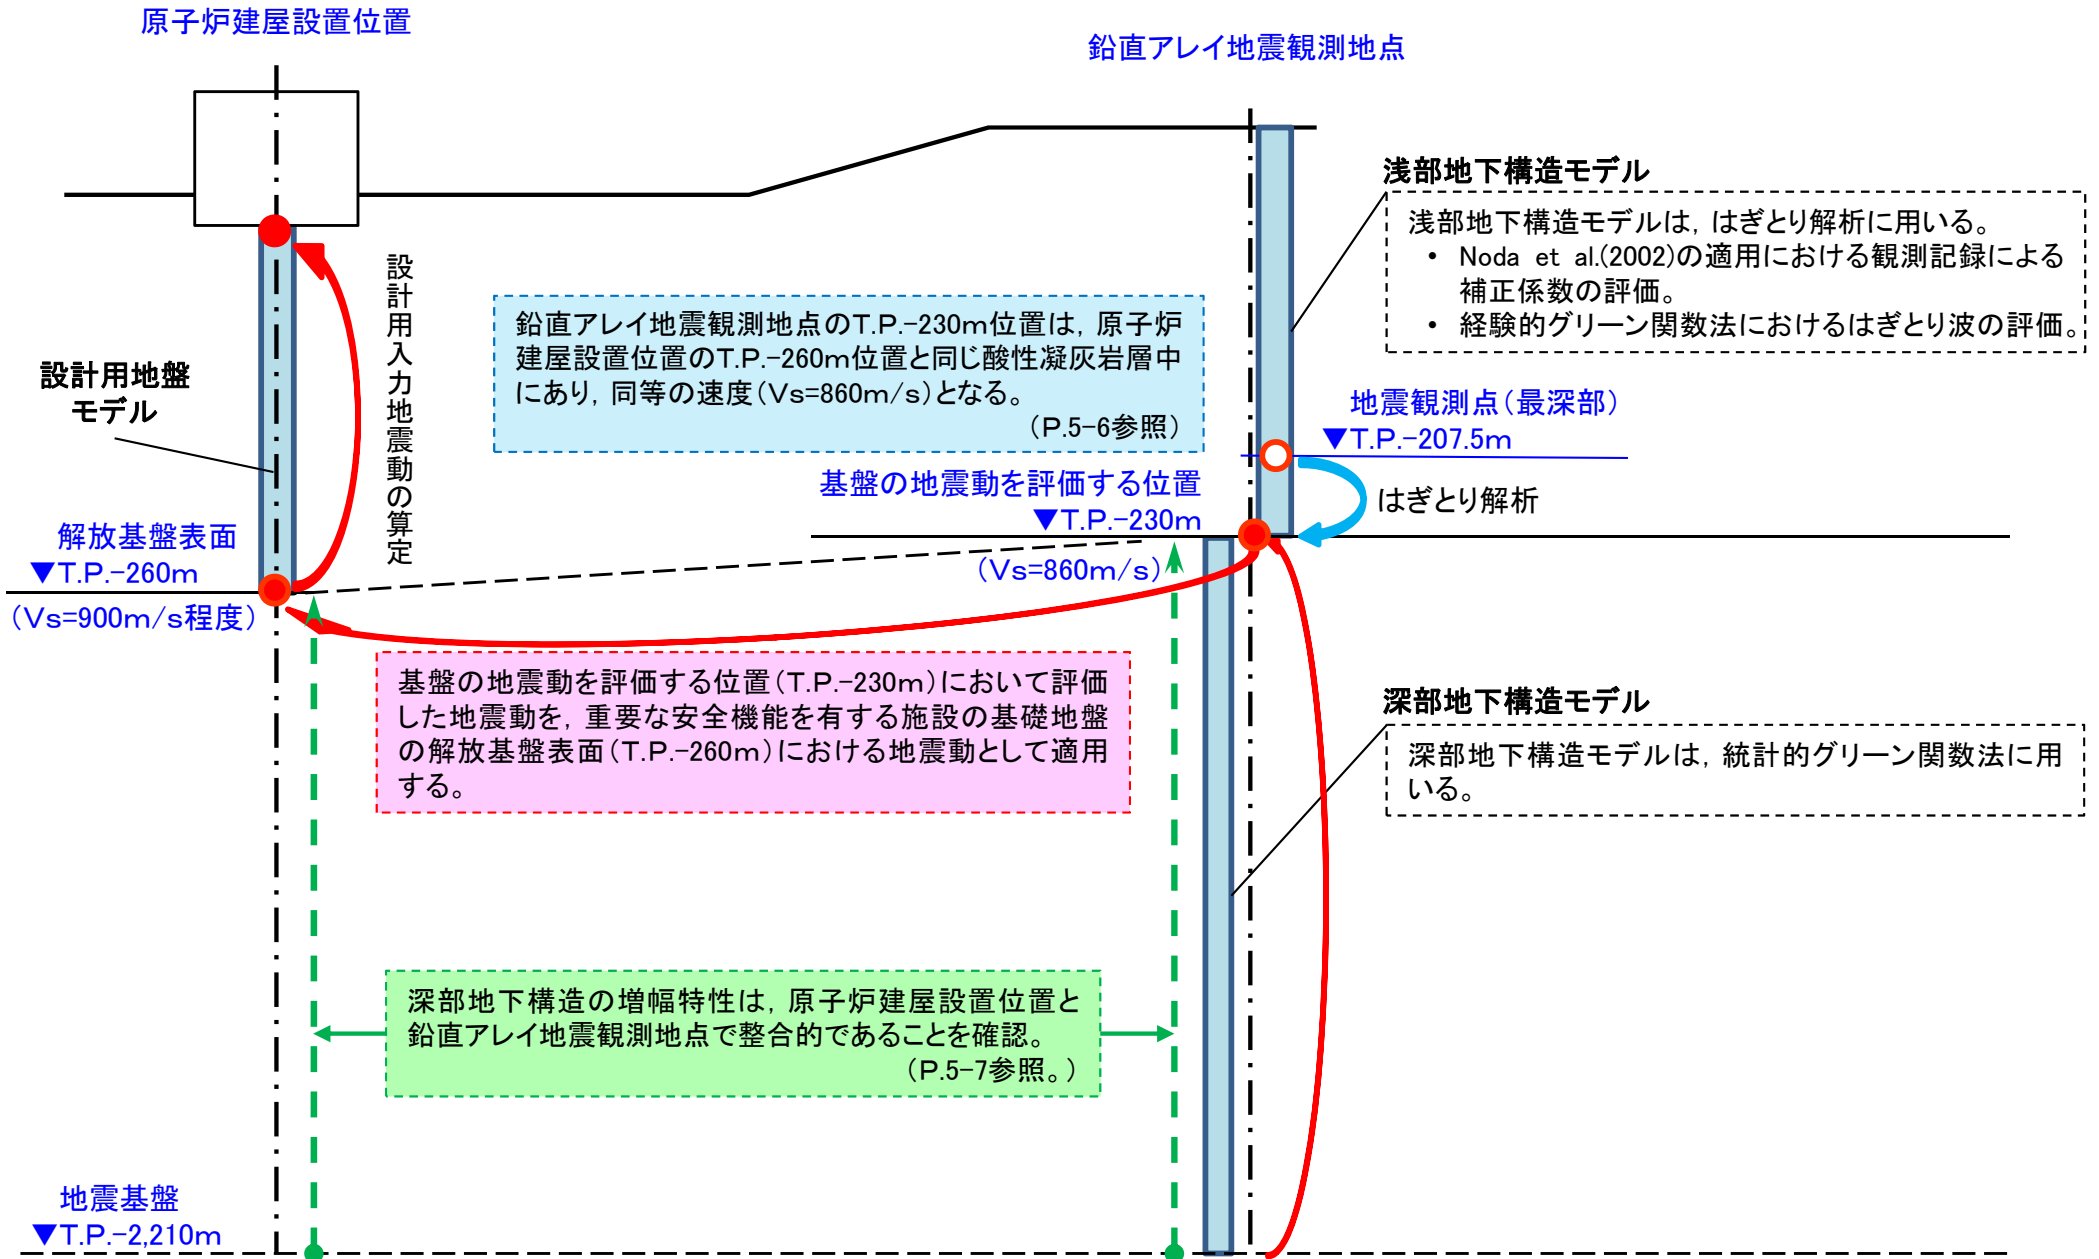 原子炉建屋設置位置
鉛直アレイ地震観測地点
浅部地下構造モデル
浅部地下構造モデルは，はぎとり解析に用いる。
• Noda et al.(2002)の適用における観測記録による
補正係数の評価。
• 経験的グリーン関数法におけるはぎとり波の評価。
設計用入力地震動の算定
鉛直アレイ地震観測地点のT.P.-230m位置は，原子炉
建屋設置位置のT.P.-260m位置と同じ酸性凝灰岩層中
にあり，同等の速度（Vs=860m/s）となる。
（P.5-6参照）
設計用地盤
モデル
地震観測点（最深部）
▼T.P.-207.5m
はぎとり解析
基盤の地震動を評価する位置
▼T.P.-230m
（Vs=860m/s）
解放基盤表面
▼T.P.-260m
（Vs=900m/s程度）
基盤の地震動を評価する位置（T.P.-230m）において評価
した地震動を，重要な安全機能を有する施設の基礎地盤
の解放基盤表面（T.P.-260m）における地震動として適用
する。
深部地下構造モデル
深部地下構造モデルは，統計的グリーン関数法に用
いる。
深部地下構造の増幅特性は，原子炉建屋設置位置と
鉛直アレイ地震観測地点で整合的であることを確認。
（P.5-7参照。）
地震基盤
▼T.P.-2,210m